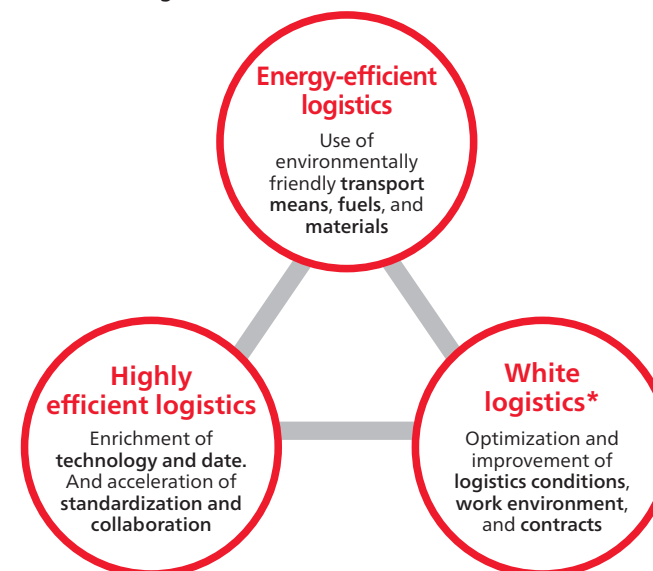 Energy-efficient
logistics
Use of
environmentally
friendly transport
means, fuels, and
materials
Highly
efficient logistics
Enrichment of
technology and date.
And acceleration of
standardization and
collaboration
White
logistics*
Optimization and
improvement of
logistics conditions,
work environment,
and contracts